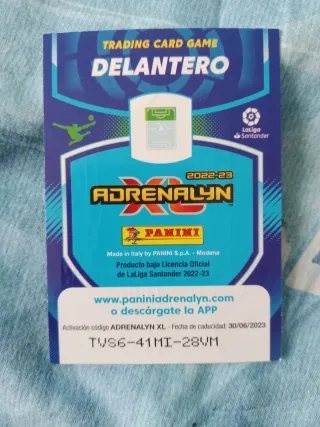 TRADING CARD GAME
DELANTERO
LaLiga
Santander
2022-23
ADRENALYN
XL
PANINI
Made in Italy by PANINI S.p.A. - Modena
Producto bajo Licencia Oficial
de LaLiga Santander 2022-23
www.paniniadrenalyn.com
o descárgate la APP
Activación código ADRENALYN XL - Fecha de caducidad: 30/06/2023
TVS6-41MI-28VM